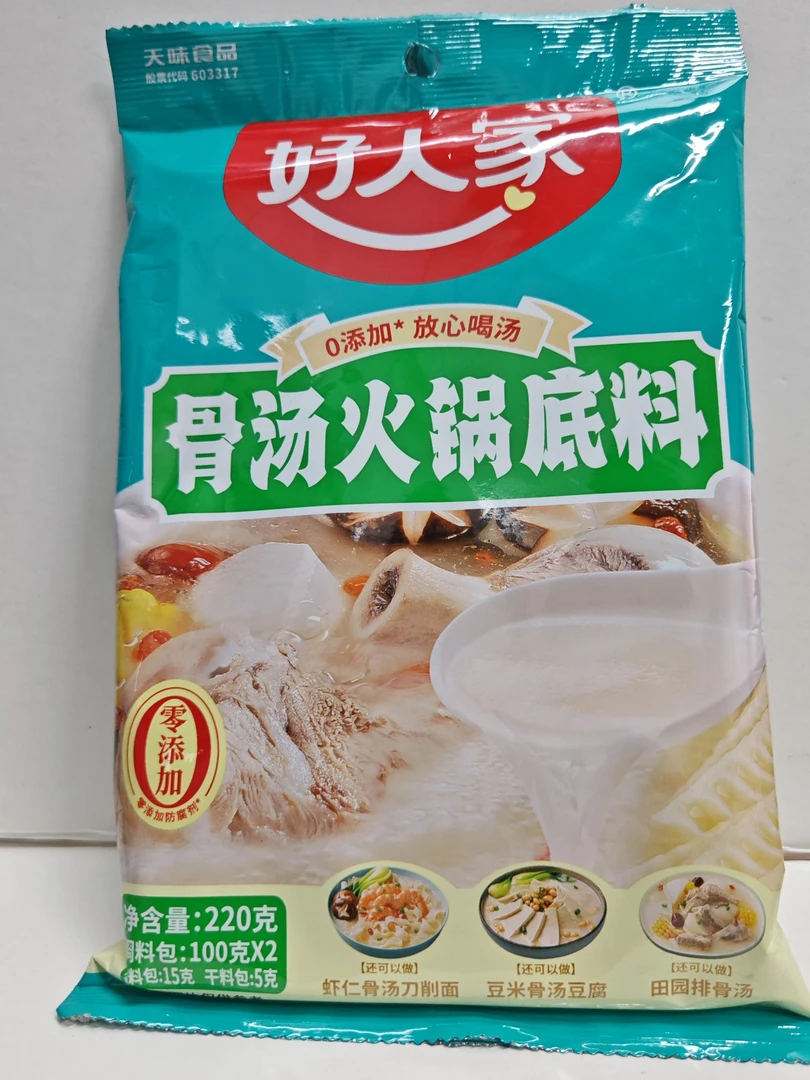 天味食品
股票代码 603317
好人家
®
0添加* 放心喝汤
骨汤火锅底料
零添加
零添加防腐剂*
净含量:220克
调料包:100克X2
料包:15克 干料包:5克
【还可以做】
虾仁骨汤刀削面
【还可以做】
豆米骨汤豆腐
【还可以做】
田园排骨汤